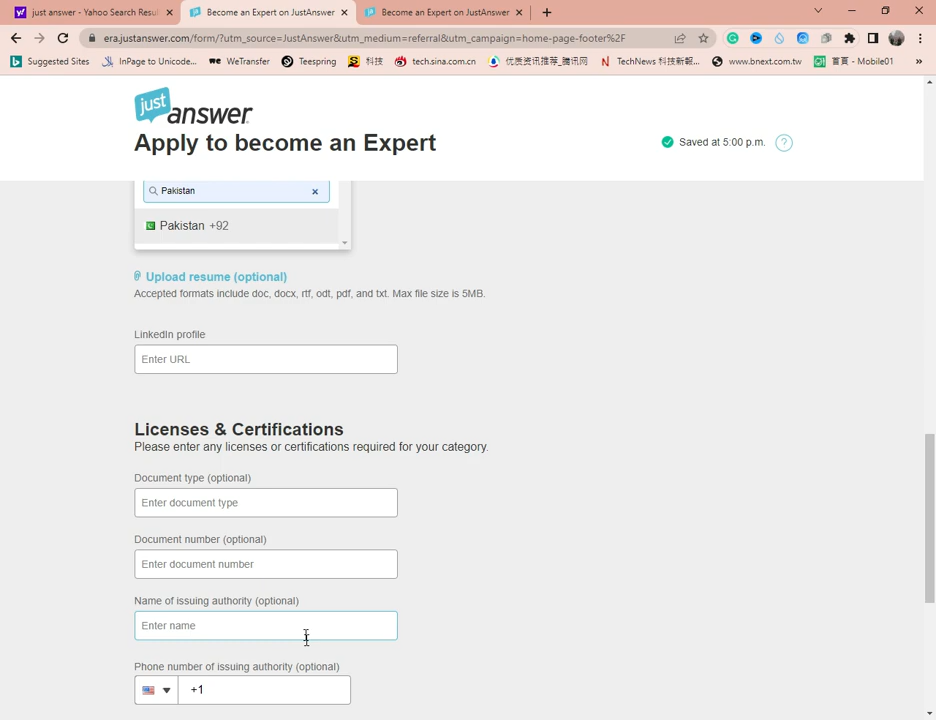 just answer - Yahoo Search Resul
Become an Expert on JustAnswer
Become an Expert on JustAnswer
era.justanswer.com/form/?utm_source=JustAnswer&utm_medium=referral&utm_campaign=home-page-footer%2F
Suggested Sites
InPage to Unicode...
WeTransfer
Teespring
科技
tech.sina.com.cn
优质资讯推荐_腾讯网
TechNews 科技新報...
www.bnext.com.tw
首頁 - Mobile01
»
just answer
Apply to become an Expert
Saved at 5:00 p.m.
?
Pakistan
Pakistan +92
Upload resume (optional)
Accepted formats include doc, docx, rtf, odt, pdf, and txt. Max file size is 5MB.
LinkedIn profile
Enter URL
Licenses & Certifications
Please enter any licenses or certifications required for your category.
Document type (optional)
Enter document type
Document number (optional)
Enter document number
Name of issuing authority (optional)
Enter name
Phone number of issuing authority (optional)
+1